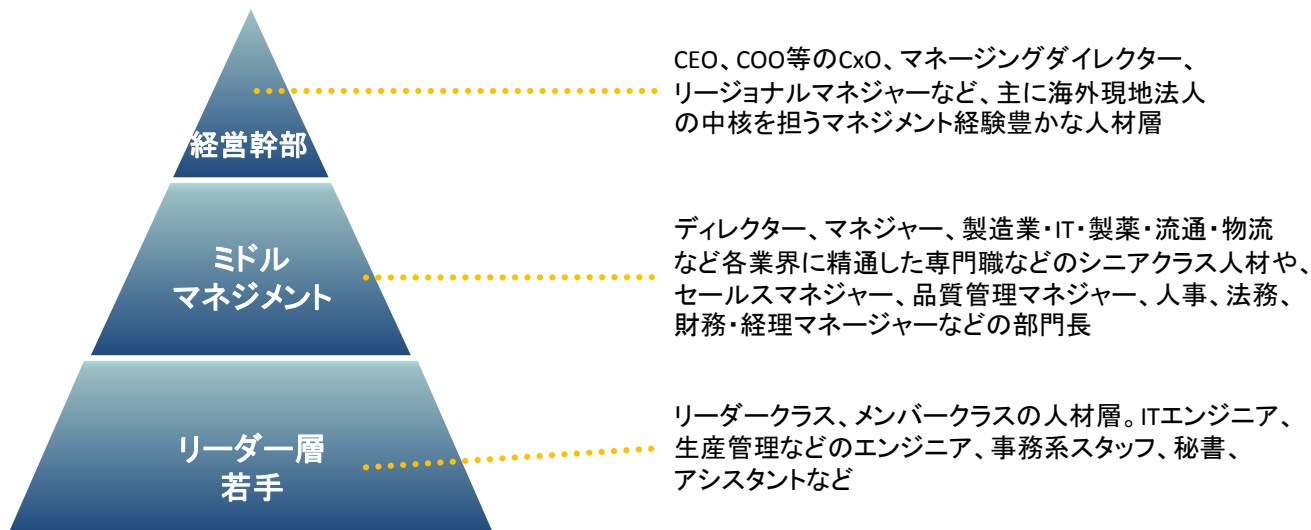 経営幹部
CEO、COO等のCxO、マネージングダイレクター、
リージョナルマネジャーなど、主に海外現地法人
の中核を担うマネジメント経験豊かな人材層
ミドル
マネジメント
ディレクター、マネジャー、製造業・IT・製薬・流通・物流
など各業界に精通した専門職などのシニアクラス人材や、
セールスマネジャー、品質管理マネジャー、人事、法務、
財務・経理マネージャーなどの部門長
リーダー層
若手
リーダークラス、メンバークラスの人材層。ITエンジニア、
生産管理などのエンジニア、事務系スタッフ、秘書、
アシスタントなど